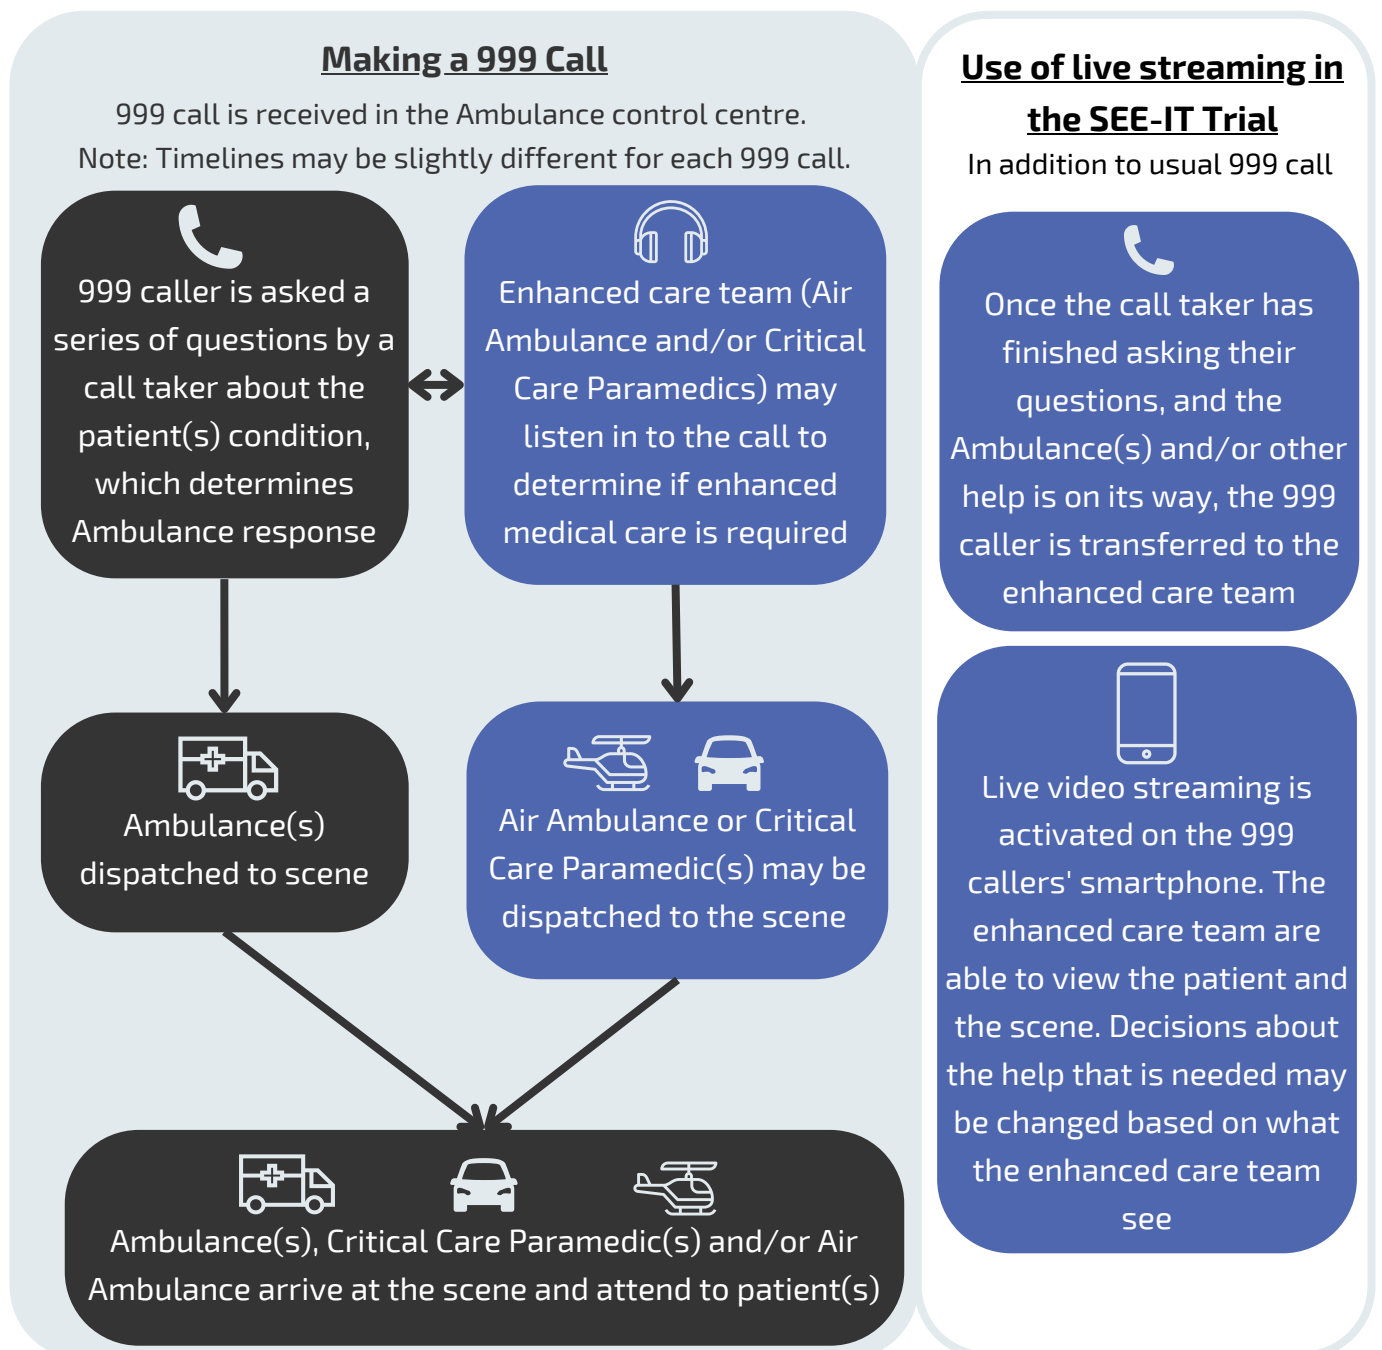 Making a 999 Call
999 call is received in the Ambulance control centre.
Note: Timelines may be slightly different for each 999 call.
999 caller is asked a
series of questions by a
call taker about the
patient(s) condition,
which determines
Ambulance response
Enhanced care team (Air
Ambulance and/or Critical
Care Paramedics) may
listen in to the call to
determine if enhanced
medical care is required
Ambulance(s)
dispatched to scene
Air Ambulance or Critical
Care Paramedic(s) may be
dispatched to the scene
Ambulance(s), Critical Care Paramedic(s) and/or Air
Ambulance arrive at the scene and attend to patient(s)
Use of live streaming in
the SEE-IT Trial
In addition to usual 999 call
Once the call taker has
finished asking their
questions, and the
Ambulance(s) and/or other
help is on its way, the 999
caller is transferred to the
enhanced care team
Live video streaming is
activated on the 999
callers' smartphone. The
enhanced care team are
able to view the patient and
the scene. Decisions about
the help that is needed may
be changed based on what
the enhanced care team
see